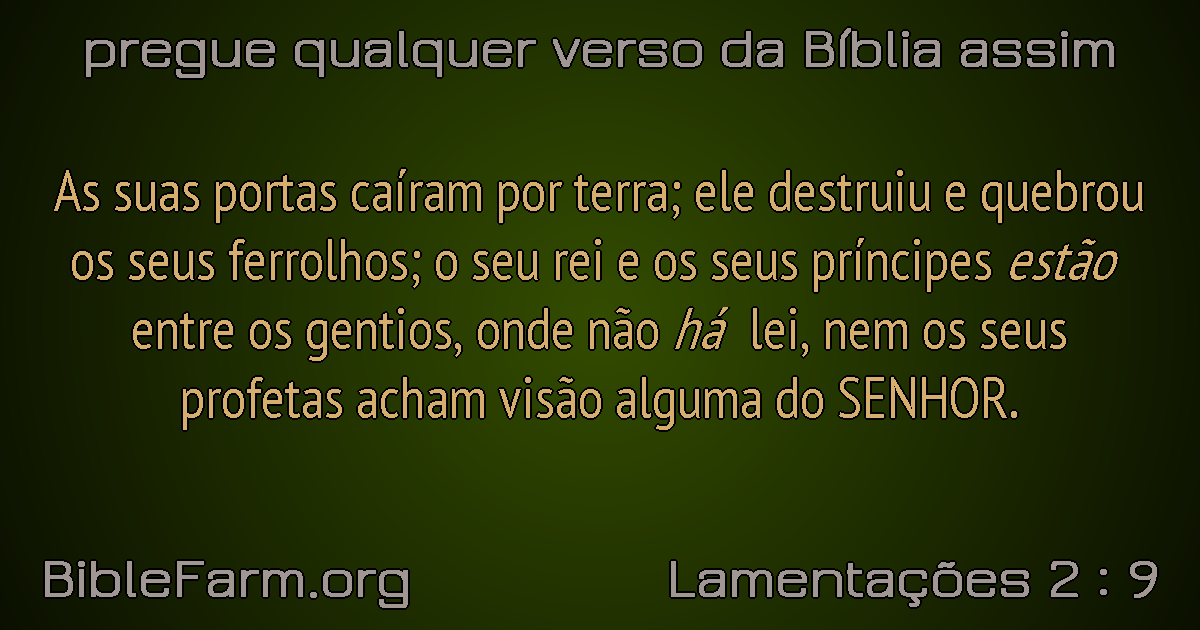 pregue qualquer verso da Bíblia assim
As suas portas caíram por terra; ele destruiu e quebrou
os seus ferrolhos; o seu rei e os seus príncipes estão
entre os gentios, onde não há lei, nem os seus
profetas acham visão alguma do SENHOR.
BibleFarm.org
Lamentações 2 : 9